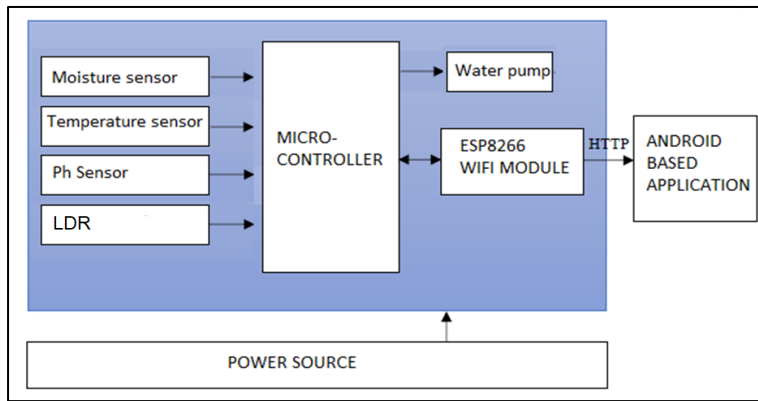 Moisture sensor
Temperature sensor
Ph Sensor
LDR
MICRO-
CONTROLLER
Water pump
ESP8266
WIFI MODULE
HTTP
ANDROID
BASED
APPLICATION
POWER SOURCE